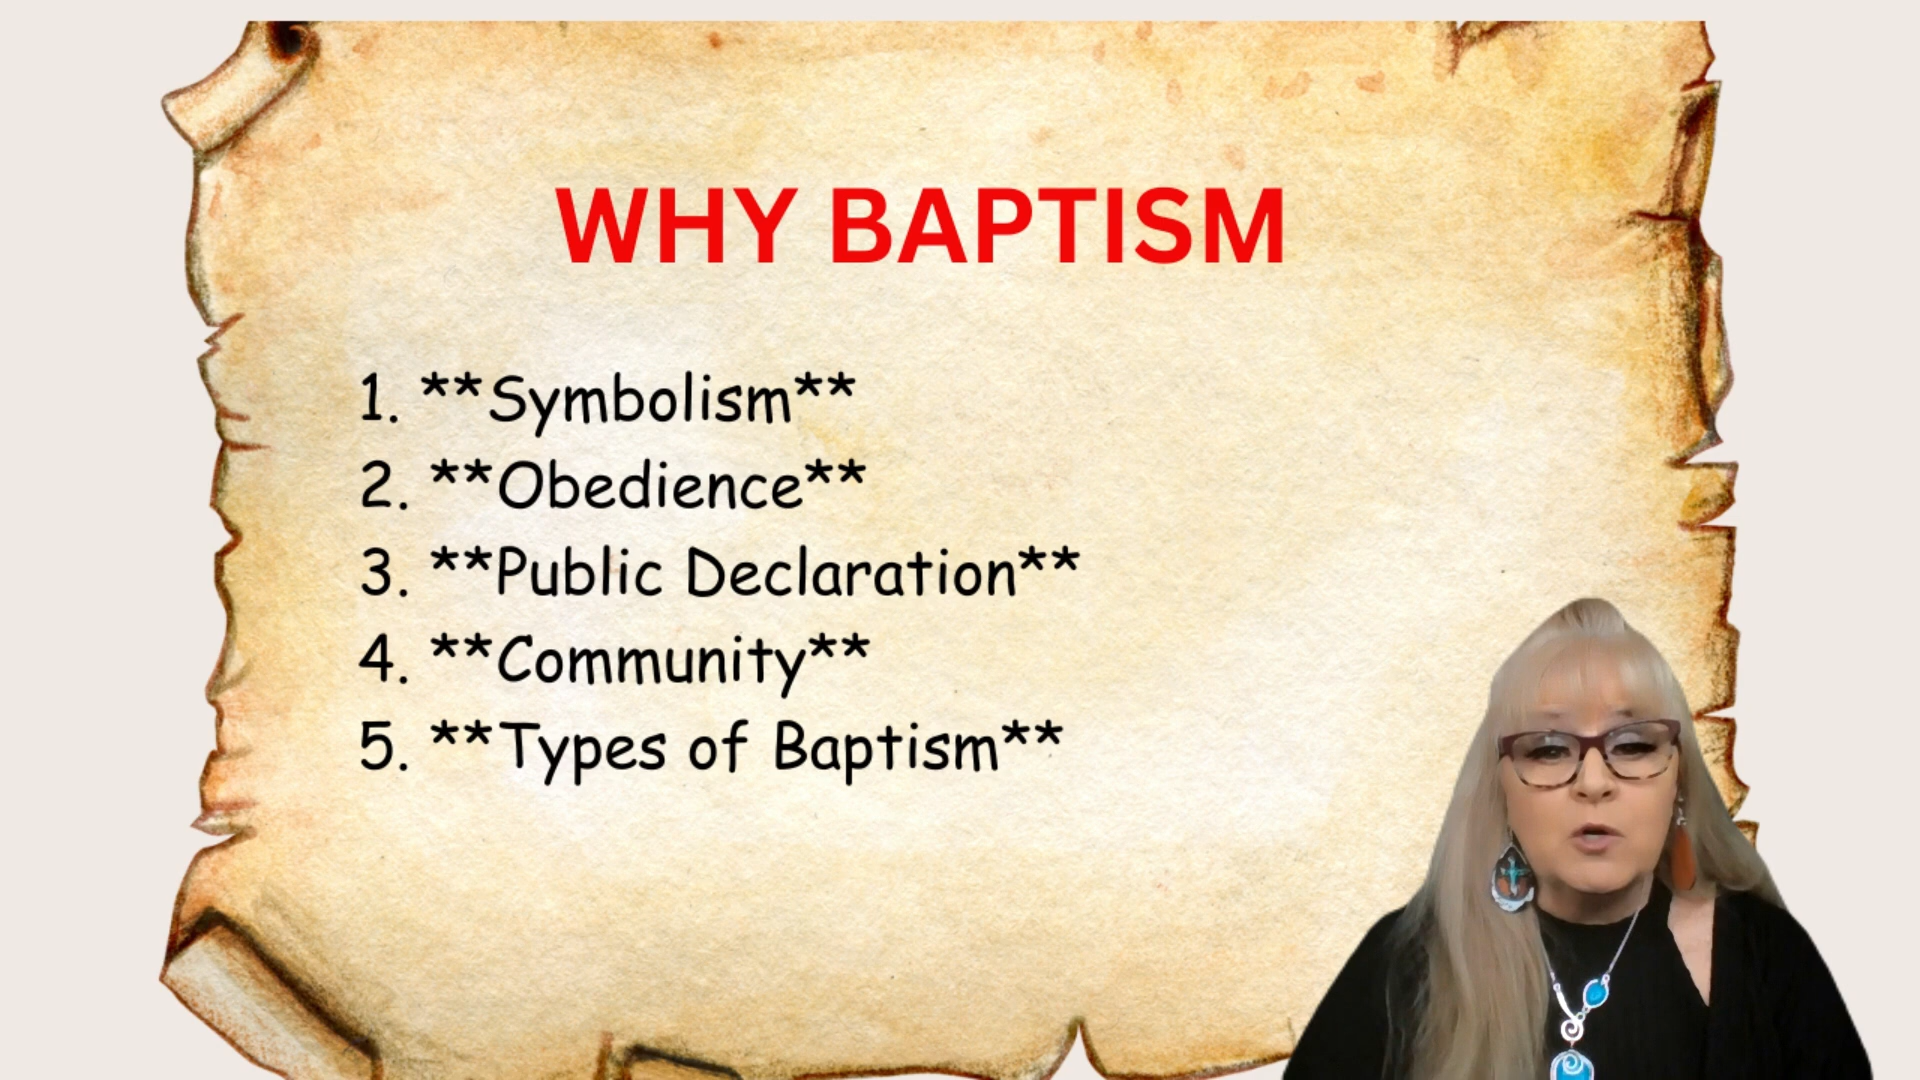 WHY BAPTISM
1. **Symbolism**
2. **Obedience**
3. **Public Declaration**
4. **Community**
5. **Types of Baptism**